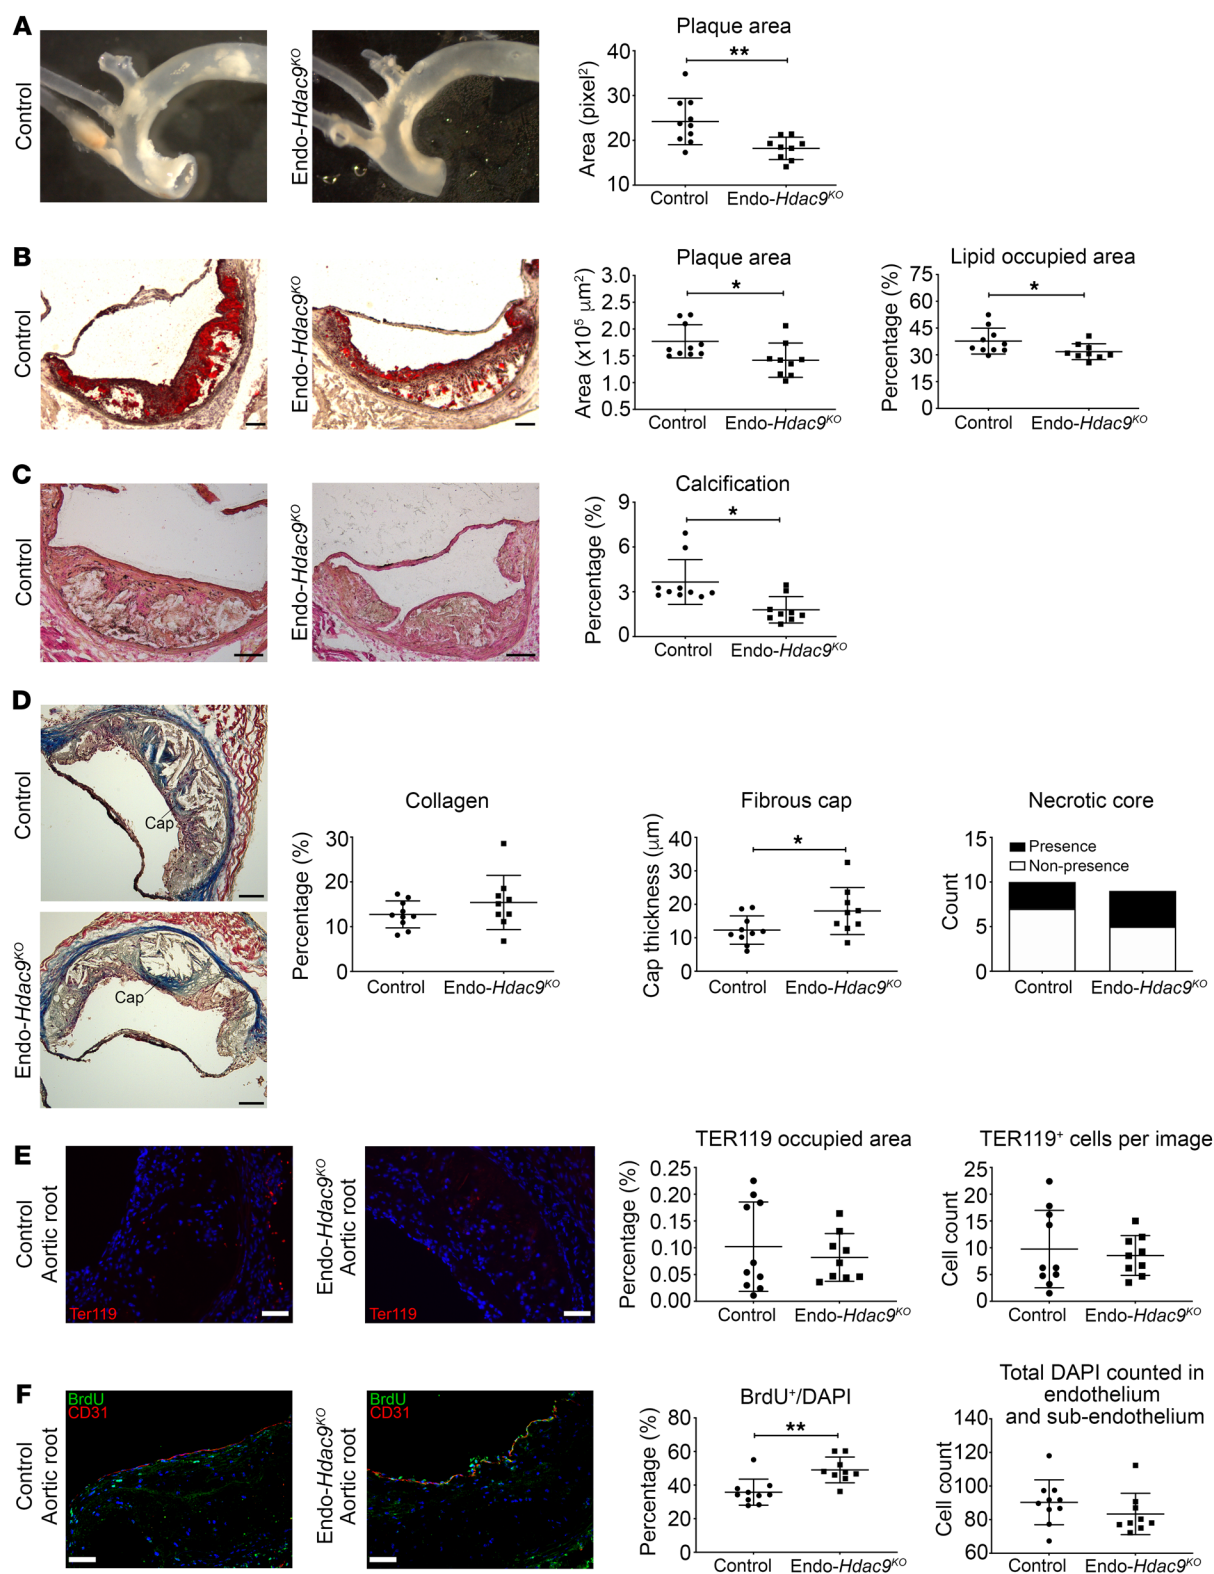 A
Control
Endo-Hdac9KO
Plaque area
**
Area (pixel2)
40
30
20
10
Control
Endo-Hdac9KO
B
Control
Endo-Hdac9KO
Plaque area
*
Area (x105 µm2)
3.0
2.5
2.0
1.5
1.0
0.5
Control
Endo-Hdac9KO
Lipid occupied area
*
Percentage (%)
75
60
45
30
15
0
Control
Endo-Hdac9KO
C
Control
Endo-Hdac9KO
Calcification
*
Percentage (%)
9
6
3
0
Control
Endo-Hdac9KO
D
Control
Cap
Endo-Hdac9KO
Cap
Collagen
Percentage (%)
30
20
10
0
Control
Endo-Hdac9KO
Fibrous cap
*
Cap thickness (µm)
40
30
20
10
0
Control
Endo-Hdac9KO
Necrotic core
Presence
Non-presence
Count
15
10
5
0
Control
Endo-Hdac9KO
E
Control
Aortic root
Ter119
Endo-Hdac9KO
Aortic root
Ter119
TER119 occupied area
Percentage (%)
0.25
0.20
0.15
0.10
0.05
0.00
Control
Endo-Hdac9KO
TER119+ cells per image
Cell count
25
20
15
10
5
0
Control
Endo-Hdac9KO
F
Control
Aortic root
BrdU
CD31
Endo-Hdac9KO
Aortic root
BrdU
CD31
BrdU+/DAPI
**
Percentage (%)
80
60
40
20
0
Control
Endo-Hdac9KO
Total DAPI counted in
endothelium
and sub-endothelium
Cell count
140
120
100
80
60
Control
Endo-Hdac9KO